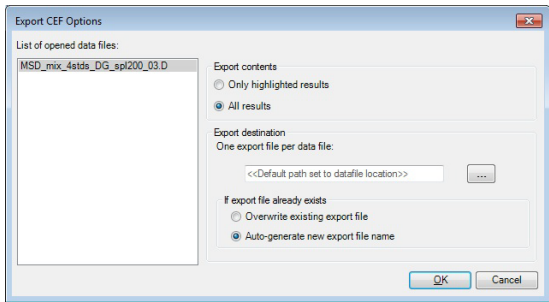 Export CEF Options
List of opened data files:
MSD_mix_4stds_DG_spl200_03.D
Export contents
Only highlighted results
All results
Export destination
One export file per data file:
<<Default path set to datafile location>>
...
If export file already exists
Overwrite existing export file
Auto-generate new export file name
OK
Cancel